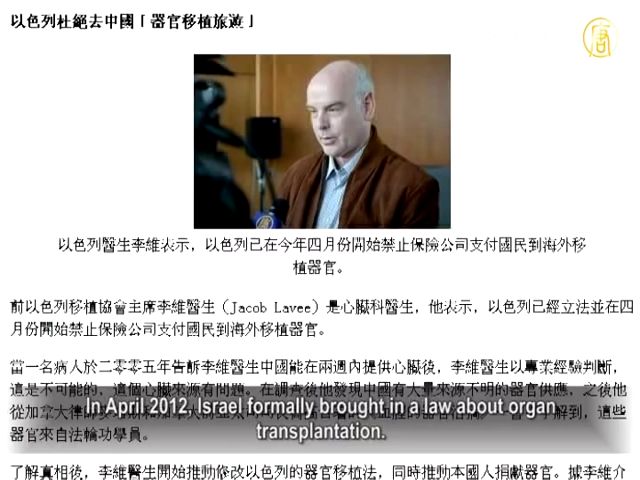 以色列杜絕去中國「器官移植旅遊」
以色列醫生李維表示，以色列已在今年四月份開始禁止保險公司支付國民到海外移
植器官。
前以色列移植協會主席李維醫生（Jacob Lavee）是心臟科醫生，他表示，以色列已經立法並在四
月份開始禁止保險公司支付國民到海外移植器官。
當一名病人於二零零五年告訴李維醫生中國能在兩週內提供心臟後，李維醫生以專業經驗判斷，
這是不可能的，這個心臟來源有問題。在調查後他發現中國有大量來源不明的器官供應，之後他
從加拿大律師
解到，這些
器官來自法輪功學員。
In April 2012, Israel formally brought in a law about organ
transplantation.
了解真相後，李維醫生開始推動修改以色列的器官移植法，同時推動本國人捐獻器官。據李維介